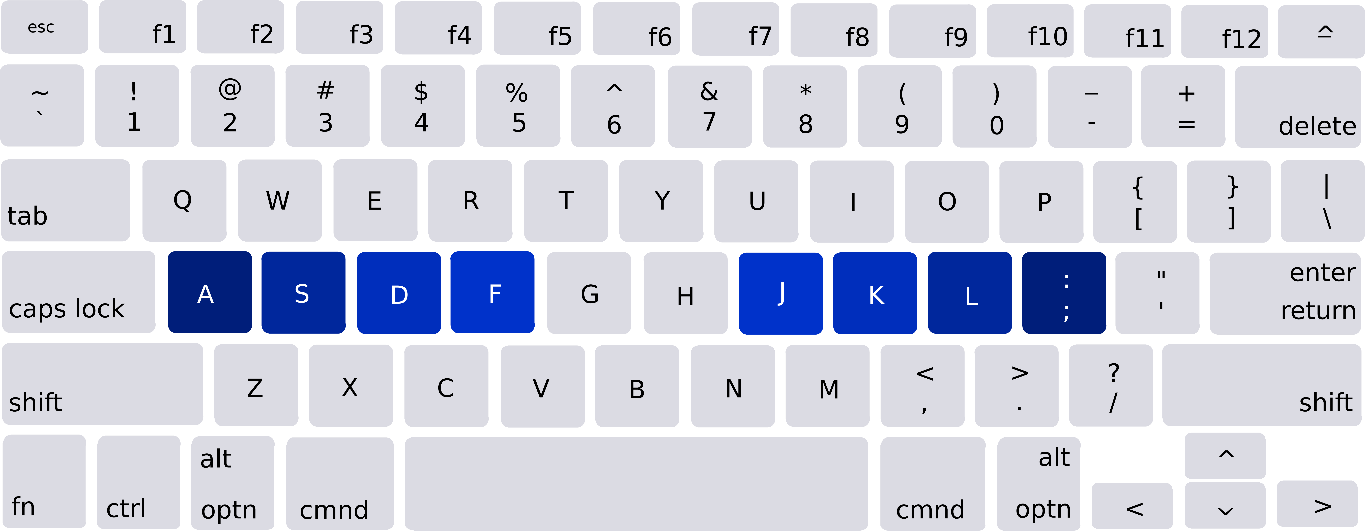 esc f1 f2 f3 f4 f5 f6 f7 f8 f9 f10 f11 f12 ^
~ ! @ # $ % ^ & * ( ) _ +
` 1 2 3 4 5 6 7 8 9 0 - = delete
tab Q W E R T Y U I O P { } |
[ ] \
caps lock A S D F G H J K L : " enter
; ' return
shift Z X C V B N M < > ? shift
, . /
fn ctrl alt cmnd cmnd alt ^
optn optn < ⌄ >